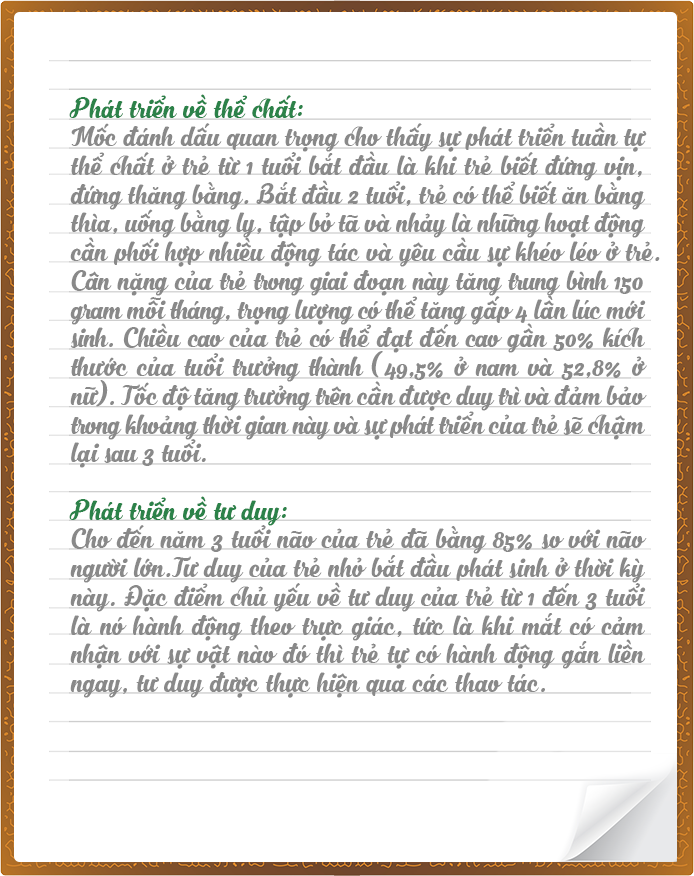 Phát triển về thể chất:
Mốc đánh dấu quan trọng cho thấy sự phát triển tuần tự
thể chất ở trẻ từ 1 tuổi bắt đầu là khi trẻ biết đứng vịn,
đứng thăng bằng. Bắt đầu 2 tuổi, trẻ có thể biết ăn bằng
thìa, uống bằng ly, tập bỏ tã và nhảy là những hoạt động
cần phối hợp nhiều động tác và yêu cầu sự khéo léo ở trẻ.
Cân nặng của trẻ trong giai đoạn này tăng trung bình 150
gram mỗi tháng, trọng lượng có thể tăng gấp 4 lần lúc mới
sinh. Chiều cao của trẻ có thể đạt đến cao gần 50% kích
thước của tuổi trưởng thành (49,5% ở nam và 52,8% ở
nữ). Tốc độ tăng trưởng trên cần được duy trì và đảm bảo
trong khoảng thời gian này và sự phát triển của trẻ sẽ chậm
lại sau 3 tuổi.
Phát triển về tư duy:
Cho đến năm 3 tuổi não của trẻ đã bằng 85% so với não
người lớn.Tư duy của trẻ nhỏ bắt đầu phát sinh ở thời kỳ
này. Đặc điểm chủ yếu về tư duy của trẻ từ 1 đến 3 tuổi
là nó hành động theo trực giác, tức là khi mắt có cảm
nhận với sự vật nào đó thì trẻ tự có hành động gắn liền
ngay, tư duy được thực hiện qua các thao tác.